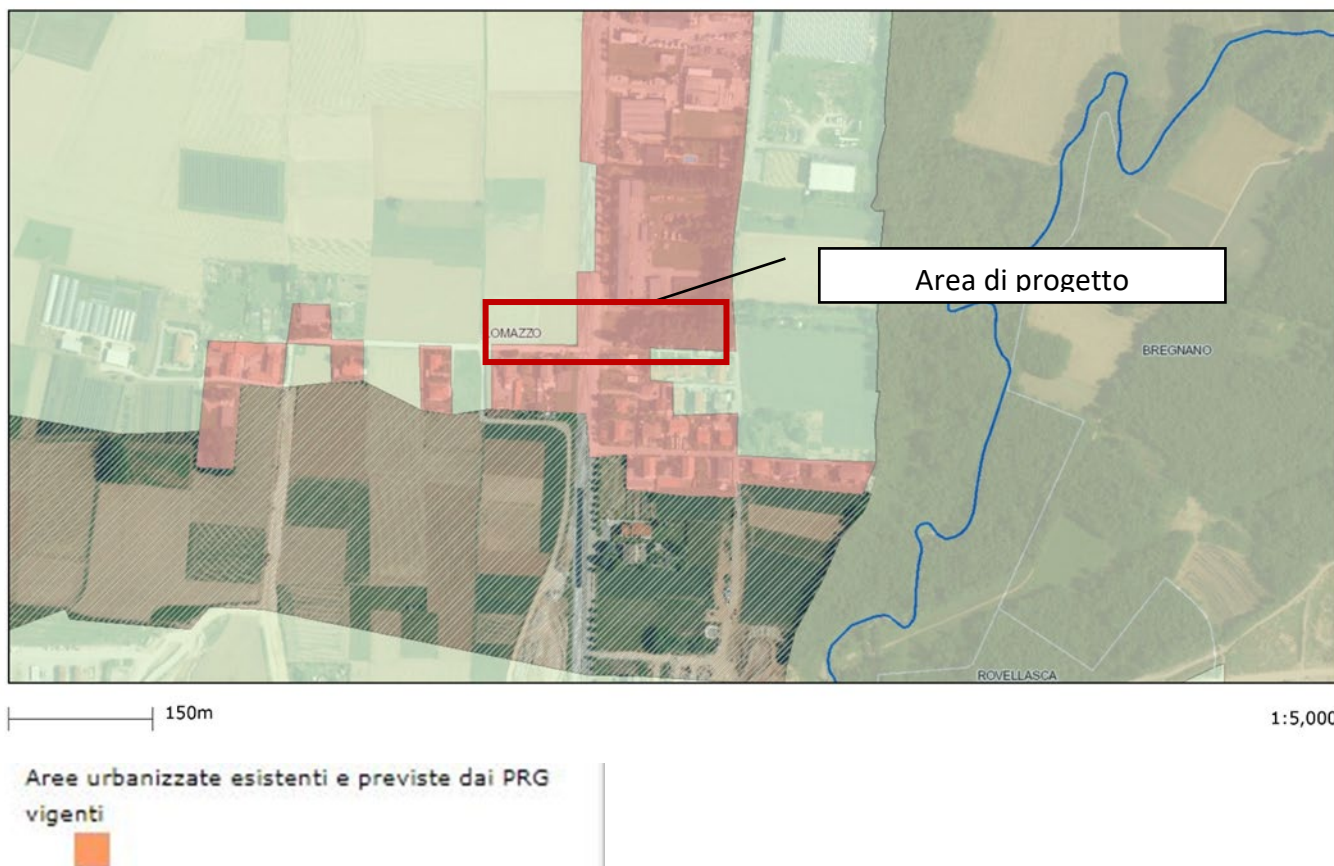 Area di progetto
OMAZZO
BREGNANO
ROVELLASCA
150m
1:5,000
Aree urbanizzate esistenti e previste dai PRG
vigenti